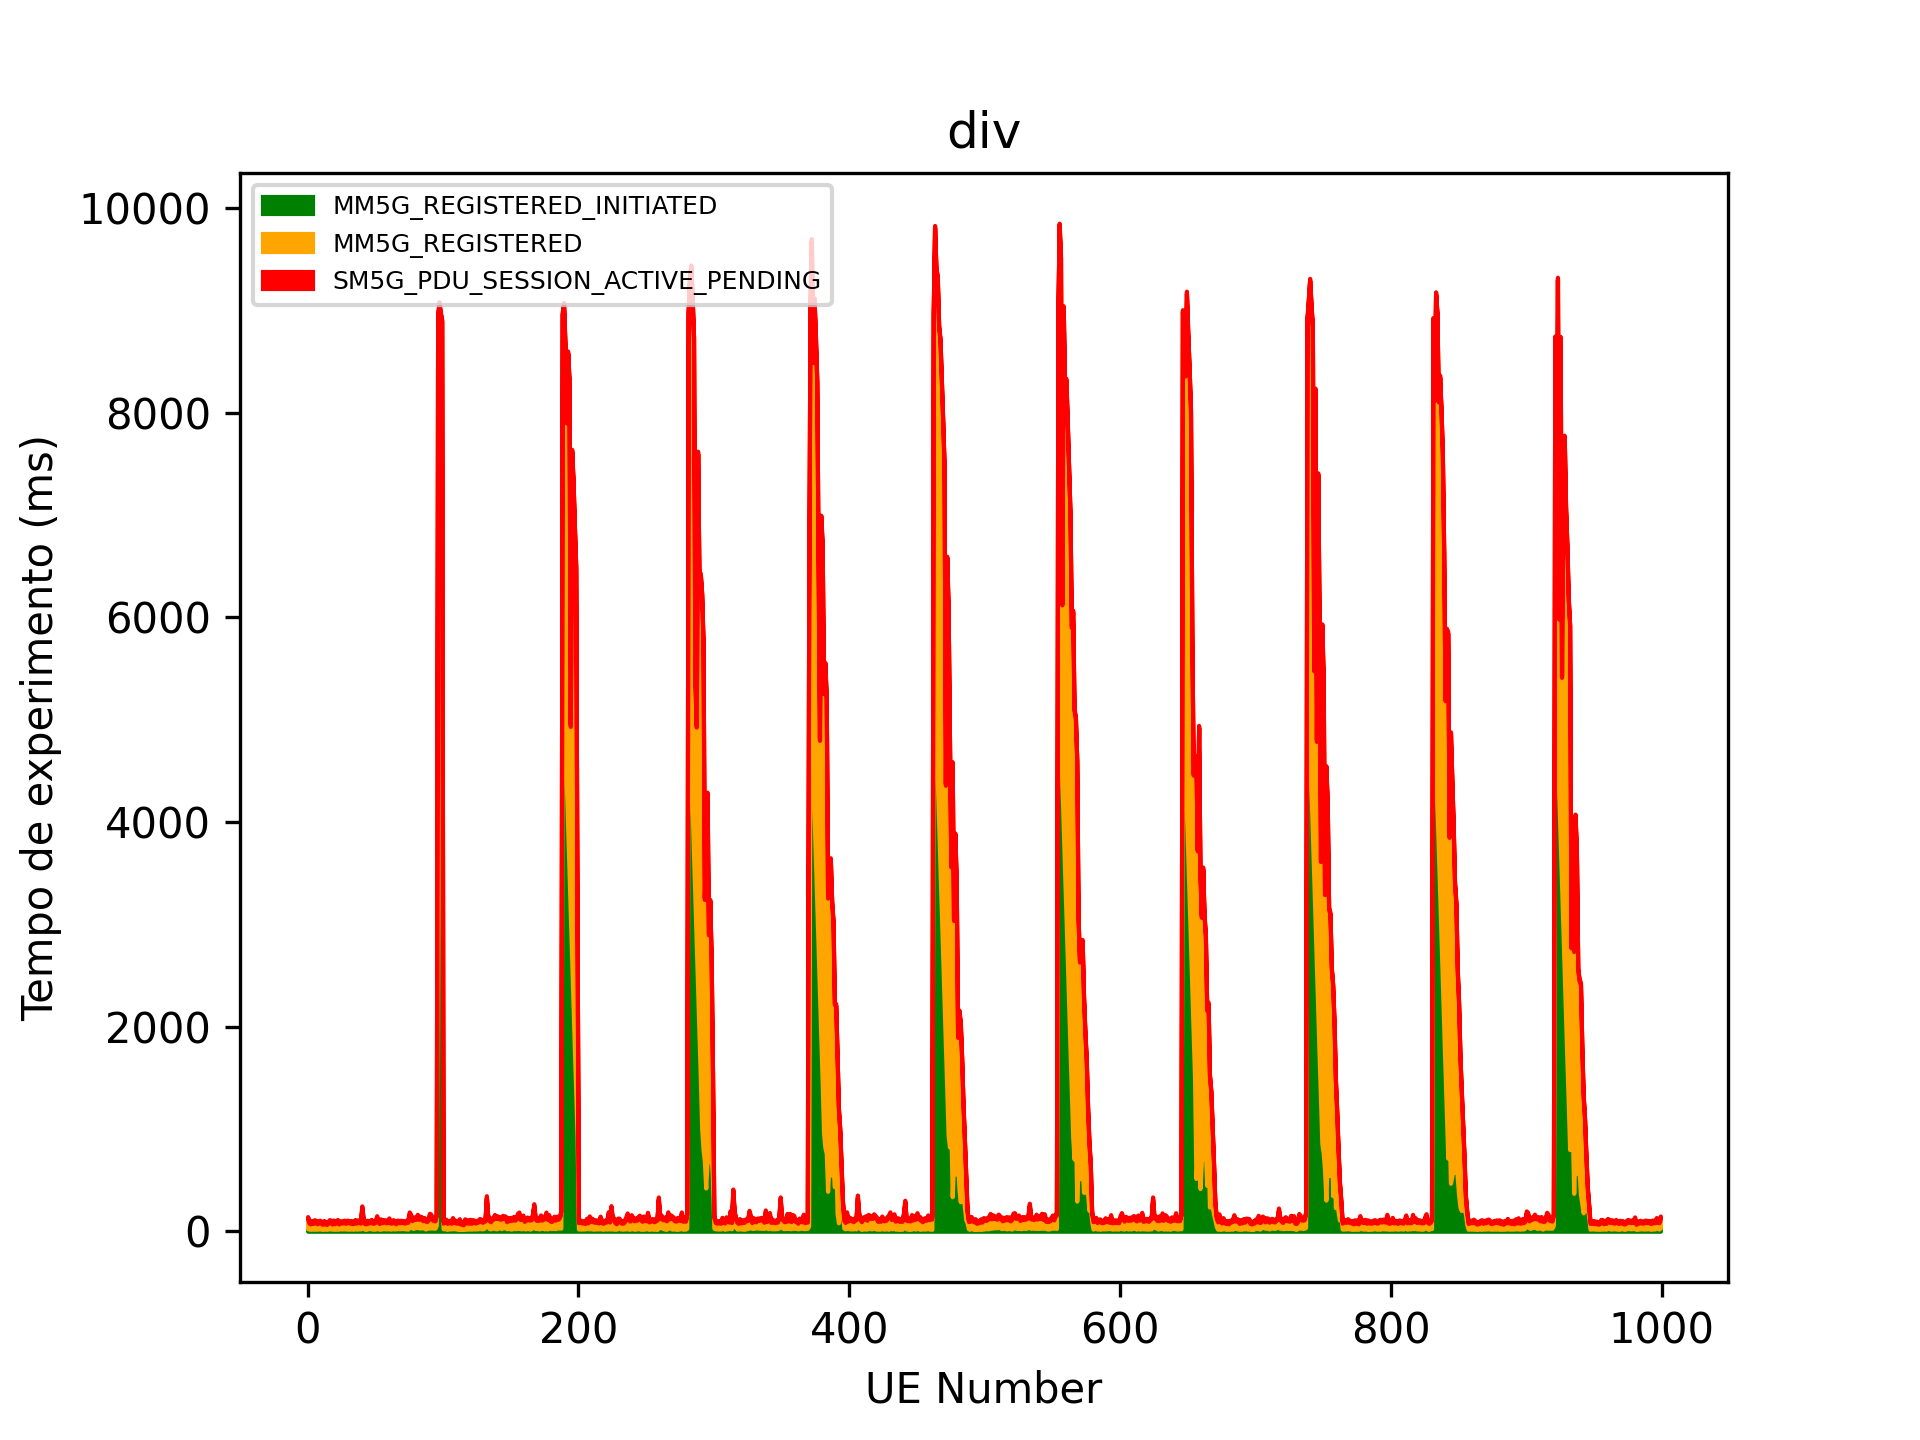 div
10000
8000
6000
4000
2000
0
Tempo de experimento (ms)
MM5G_REGISTERED_INITIATED
MM5G_REGISTERED
SM5G_PDU_SESSION_ACTIVE_PENDING
0 200 400 600 800 1000
UE Number